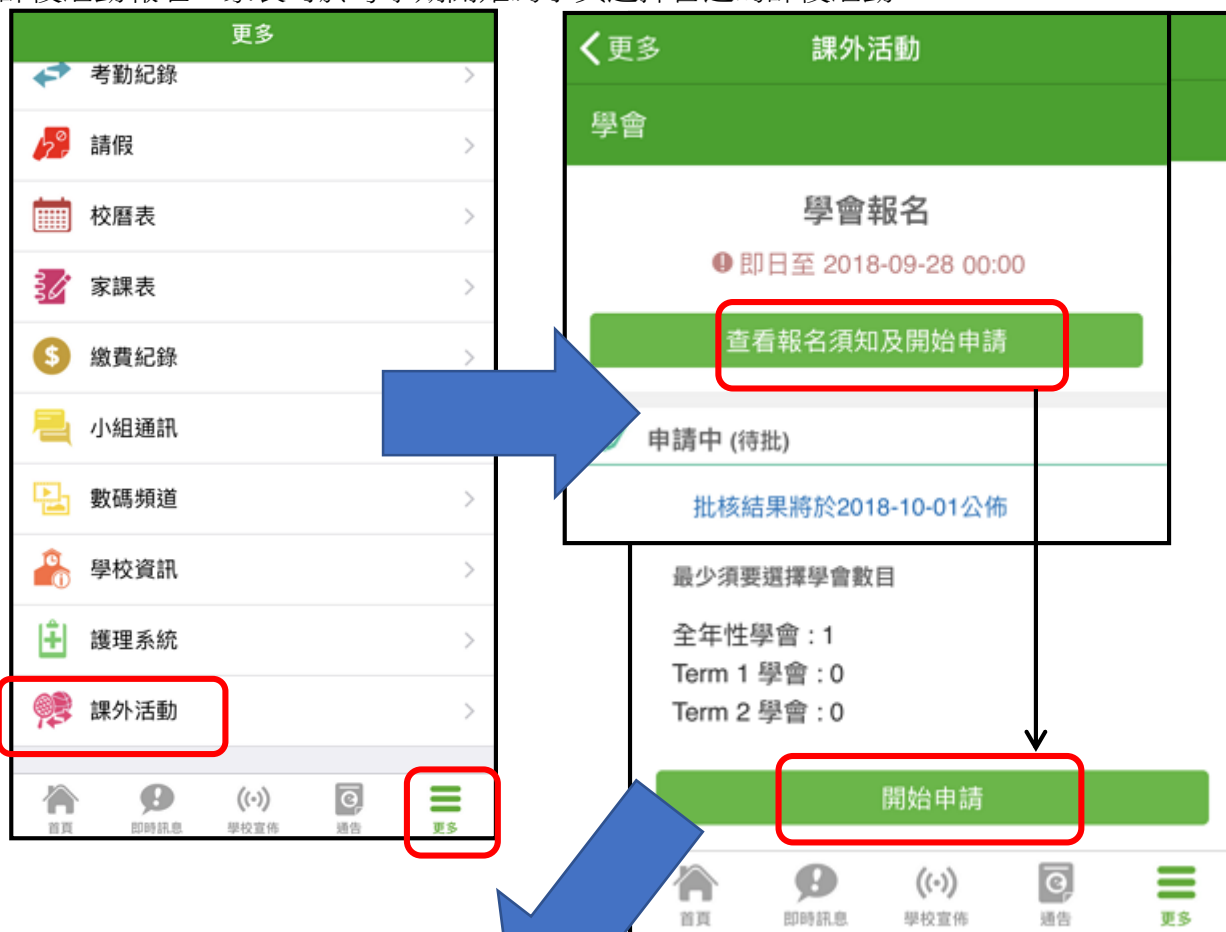 更多
考勤紀錄
請假
校曆表
家課表
繳費紀錄
小組通訊
數碼頻道
學校資訊
護理系統
課外活動
首頁
即時訊息
學校宣佈
通告
更多
更多
課外活動
學會
學會報名
即日至 2018-09-28 00:00
查看報名須知及開始申請
申請中 (待批)
批核結果將於2018-10-01公佈
最少須要選擇學會數目
全年性學會 : 1
Term 1 學會 : 0
Term 2 學會 : 0
開始申請
首頁
即時訊息
學校宣佈
通告
更多